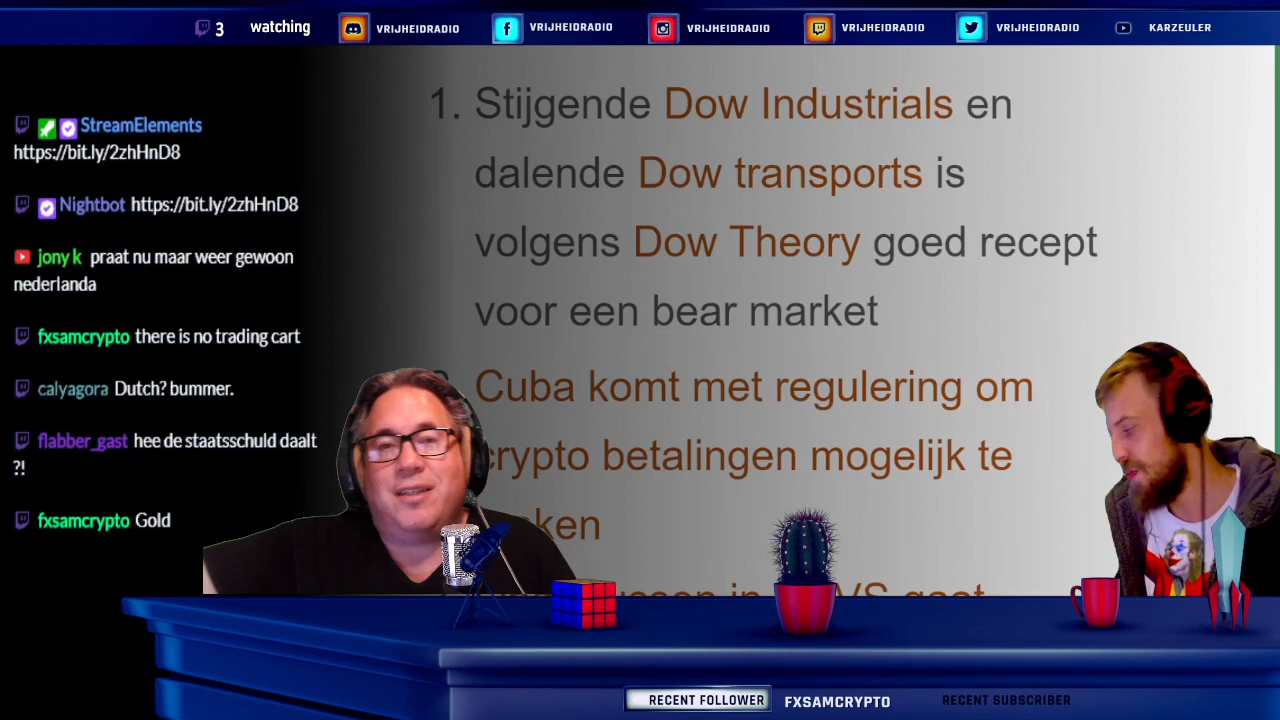 3 watching
VRIJHEIDRADIO
VRIJHEIDRADIO
VRIJHEIDRADIO
VRIJHEIDRADIO
VRIJHEIDRADIO
KARZEULER
StreamElements
https://bit.ly/2zhHnD8
Nightbot https://bit.ly/2zhHnD8
jony k praat nu maar weer gewoon
nederlanda
fxsamcrypto there is no trading cart
calyagora Dutch? bummer.
flabber_gast hee de staatsschuld daalt
?!
fxsamcrypto Gold
1. Stijgende Dow Industrials en
dalende Dow transports is
volgens Dow Theory goed recept
voor een bear market
Cuba komt met regulering om
crypto betalingen mogelijk te
RECENT FOLLOWER FXSAMCRYPTO RECENT SUBSCRIBER